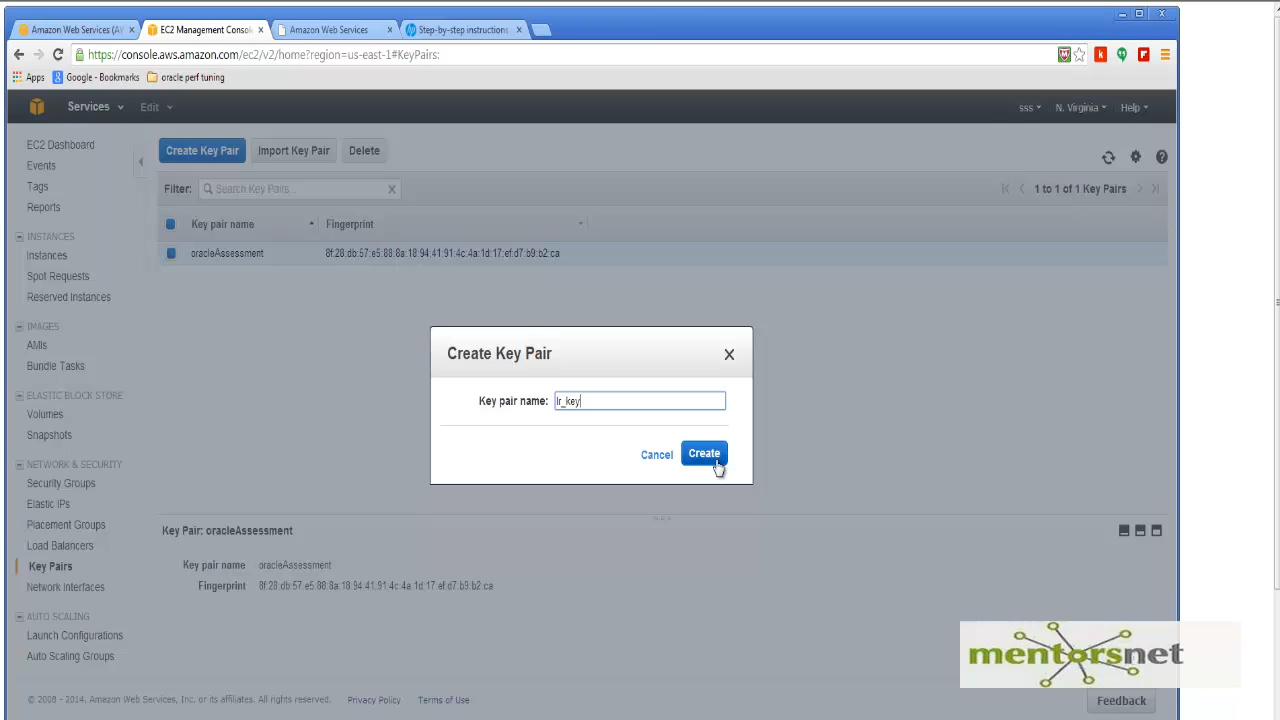 Amazon Web Services (AV
EC2 Management Conso
Amazon Web Services
Step-by-step instructions
https://console.aws.amazon.com/ec2/v2/home?region=us-east-1#KeyPairs:
Apps
Google - Bookmarks
oracle perf tuning
Services
Edit
sss
N. Virginia
Help
EC2 Dashboard
Events
Tags
Reports
INSTANCES
Instances
Spot Requests
Reserved Instances
IMAGES
AMIs
Bundle Tasks
ELASTIC BLOCK STORE
Volumes
Snapshots
NETWORK & SECURITY
Security Groups
Elastic IPs
Placement Groups
Load Balancers
Key Pairs
Network Interfaces
AUTO SCALING
Launch Configurations
Auto Scaling Groups
Create Key Pair
Import Key Pair
Delete
Filter:
Search Key Pairs...
1 to 1 of 1 Key Pairs
Key pair name
Fingerprint
oracleAssessment
8f:28:db:57:e5:88:8a:18:94:41:91:4c:4a:1d:17:ef:d7:b9:b2:ca
Create Key Pair
Key pair name:
lr_key
Cancel
Create
Key Pair: oracleAssessment
Key pair name
oracleAssessment
Fingerprint
8f:28:db:57:e5:88:8a:18:94:41:91:4c:4a:1d:17:ef:d7:b9:b2:ca
mentorsnet
© 2008 - 2014, Amazon Web Services, Inc. or its affiliates. All rights reserved.
Privacy Policy
Terms of Use
Feedback